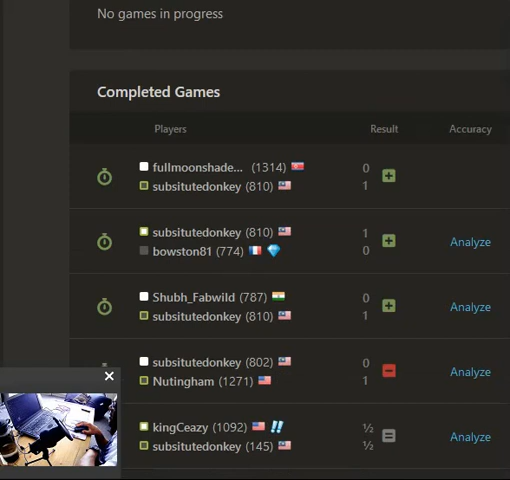 No games in progress
Completed Games
Players Result Accuracy
fullmoonshade... (1314) 0
subsitutedonkey (810) 1
subsitutedonkey (810) 1
bowston81 (774) 0
Analyze
Shubh_Fabwild (787) 0
subsitutedonkey (810) 1
Analyze
subsitutedonkey (802) 0
Nutingham (1271) 1
Analyze
kingCeazy (1092) ½
subsitutedonkey (145) ½
Analyze